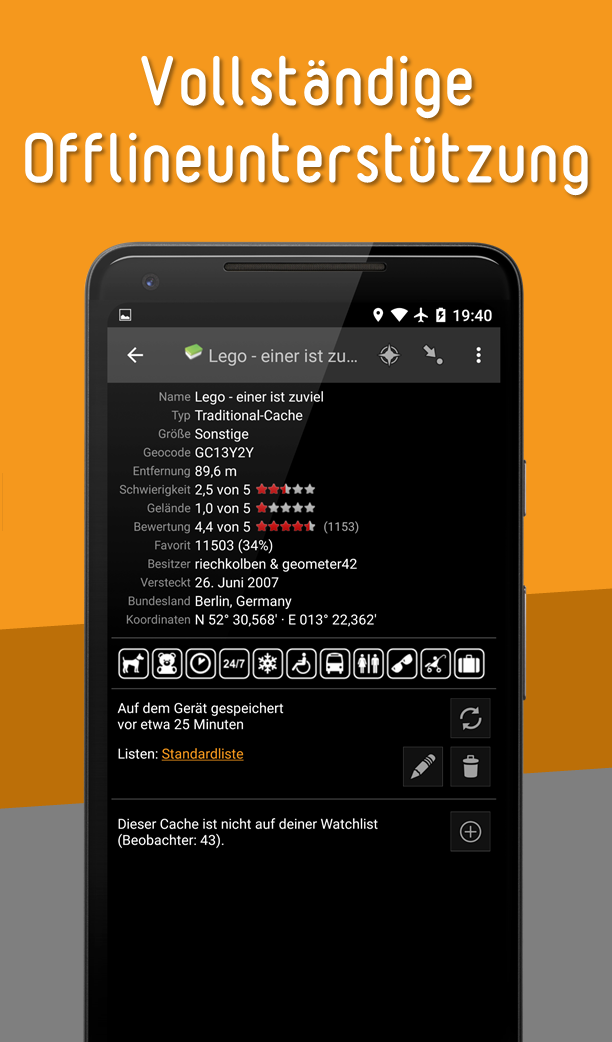 Vollständige
Offlineunterstützung
19:40
Lego - einer ist zu...
Name Lego - einer ist zuviel
Typ Traditional-Cache
Größe Sonstige
Geocode GC13Y2Y
Entfernung 89,6 m
Schwierigkeit 2,5 von 5
Gelände 1,0 von 5
Bewertung 4,4 von 5 (1153)
Favorit 11503 (34%)
Besitzer riechkolben & geometer42
Versteckt 26. Juni 2007
Bundesland Berlin, Germany
Koordinaten N 52° 30,568' · E 013° 22,362'
24/7
Auf dem Gerät gespeichert
vor etwa 25 Minuten
Listen: Standardliste
Dieser Cache ist nicht auf deiner Watchlist
(Beobachter: 43).